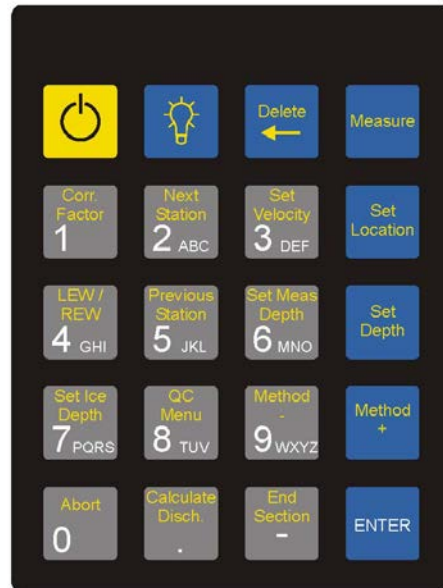 Delete
Measure
Corr.
Factor
1
Next
Station
2 ABC
Set
Velocity
3 DEF
Set
Location
LEW /
REW
4 GHI
Previous
Station
5 JKL
Set Meas
Depth
6 MNO
Set
Depth
Set Ice
Depth
7 PQRS
QC
Menu
8 TUV
Method
-
9 WXYZ
Method
+
Abort
0
Calculate
Disch.
.
End
Section
-
ENTER